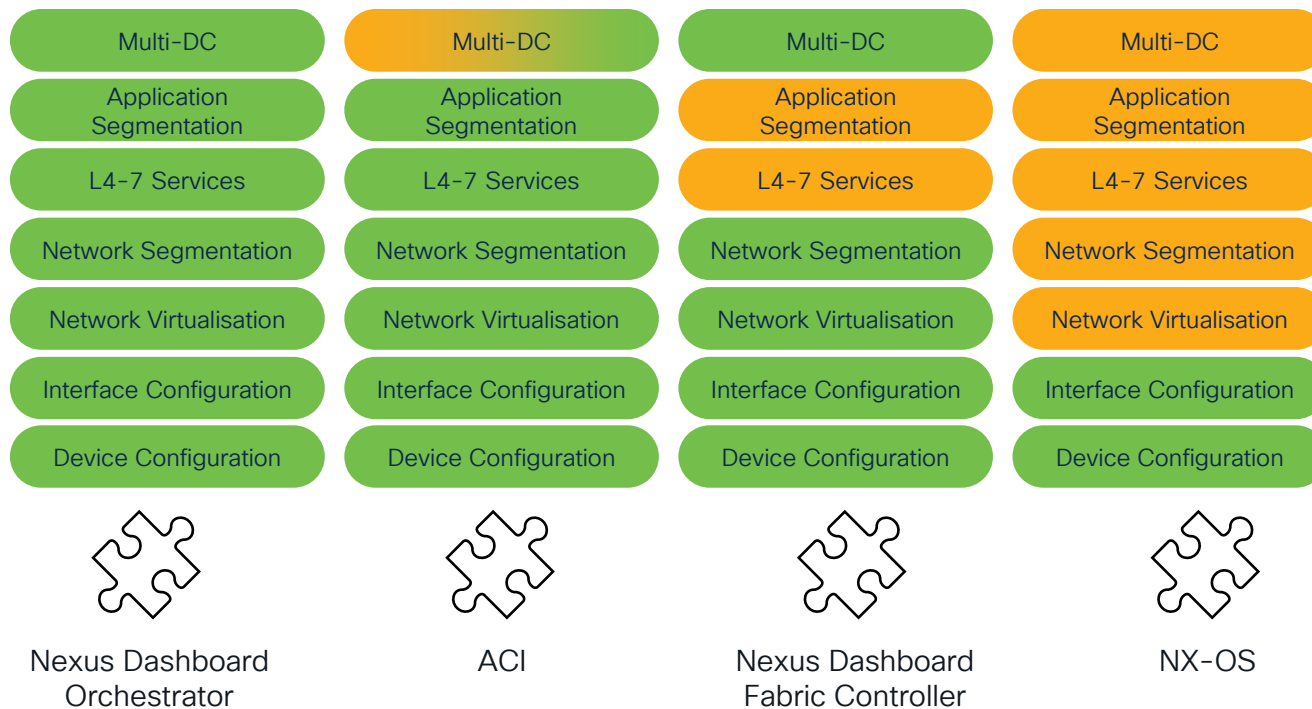 Multi-DC
Multi-DC
Multi-DC
Multi-DC
Application
Segmentation
Application
Segmentation
Application
Segmentation
Application
Segmentation
L4-7 Services
L4-7 Services
L4-7 Services
L4-7 Services
Network Segmentation
Network Segmentation
Network Segmentation
Network Segmentation
Network Virtualisation
Network Virtualisation
Network Virtualisation
Network Virtualisation
Interface Configuration
Interface Configuration
Interface Configuration
Interface Configuration
Device Configuration
Device Configuration
Device Configuration
Device Configuration
Nexus Dashboard
Orchestrator
ACI
Nexus Dashboard
Fabric Controller
NX-OS